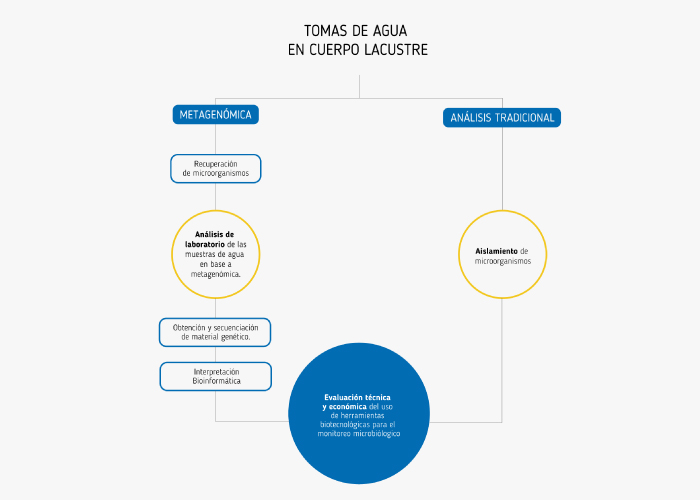 TOMAS DE AGUA
EN CUERPO LACUSTRE
METAGENÓMICA
ANÁLISIS TRADICIONAL
Recuperación
de microorganismos
Análisis de
laboratorio de las
muestras de agua
en base a
metagenómica.
Aislamiento de
microorganismos
Obtención y secuenciación
de material genético.
Interpretación
Bioinformática
Evaluación técnica
y económica del uso
de herramientas
biotecnológicas para el
monitoreo microbiólogico